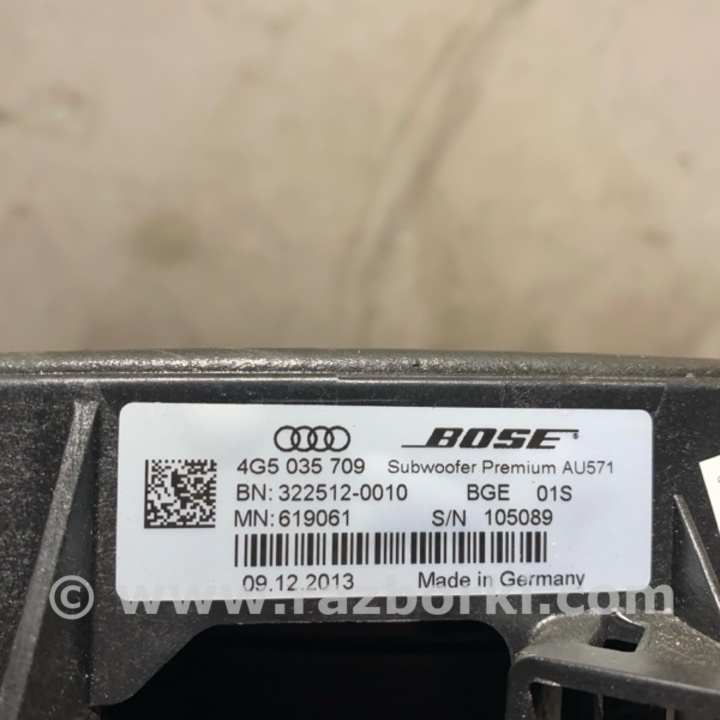 BOSE
4G5 035 709 Subwoofer Premium AU571
BN: 322512-0010 BGE 01S
MN: 619061 S/N 105089
09.12.2013 Made in Germany
© www.razborki.com